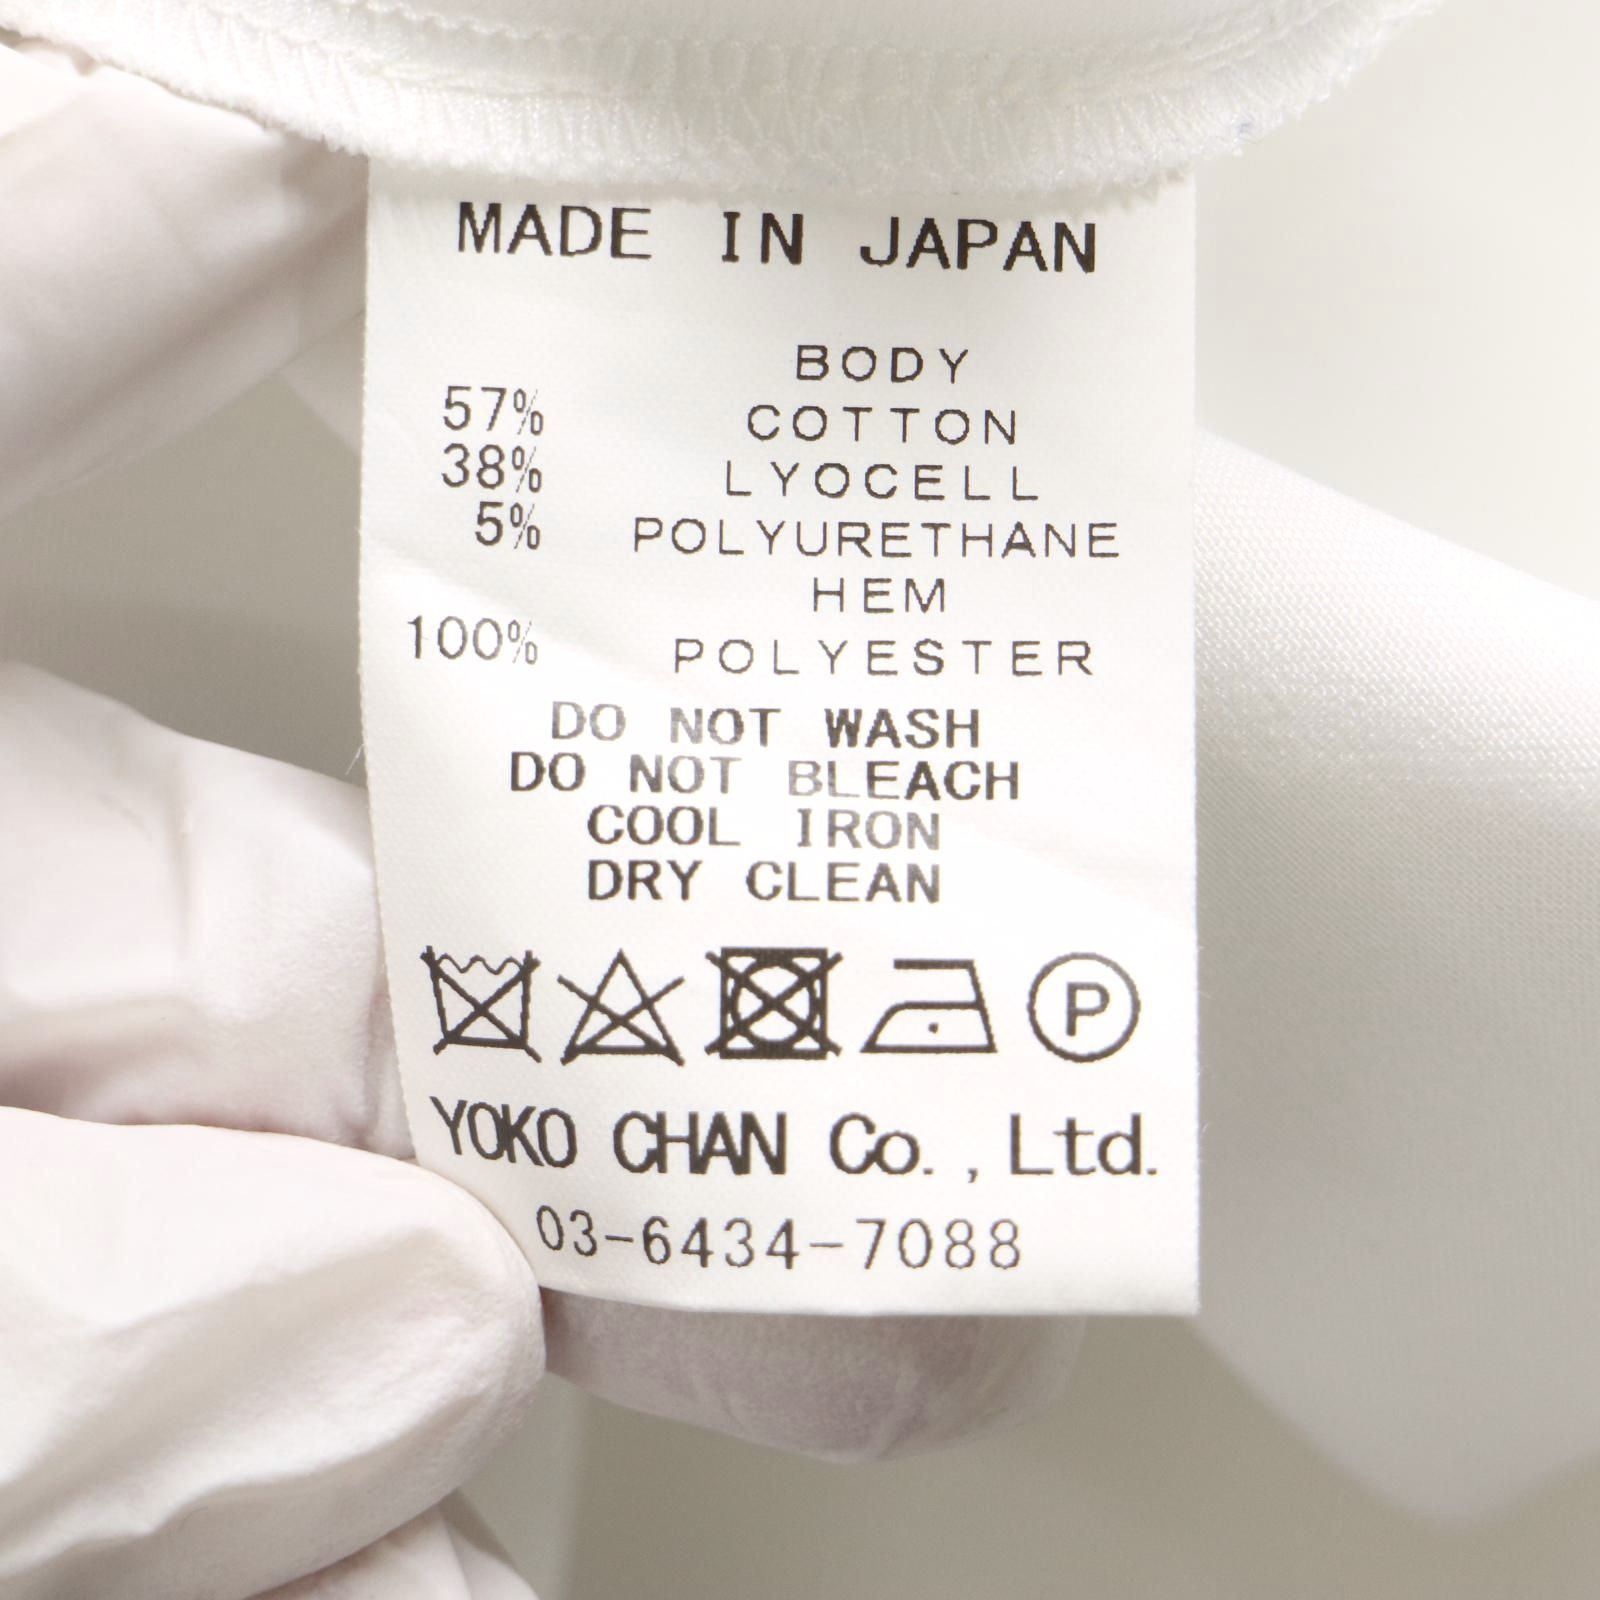 MADE IN JAPAN
BODY
57% COTTON
38% LYOCELL
5% POLYURETHANE
HEM
100% POLYESTER
DO NOT WASH
DO NOT BLEACH
COOL IRON
DRY CLEAN
P
YOKO CHAN Co., Ltd.
03-6434-7088